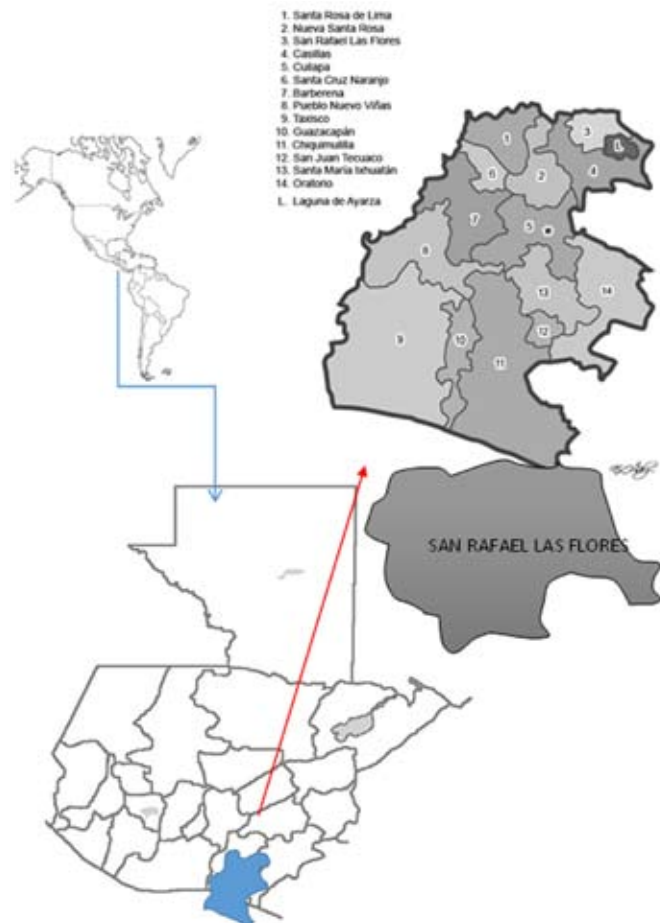 1. Santa Rosa de Lima
2. Nueva Santa Rosa
3. San Rafael Las Flores
4. Casillas
5. Cuilapa
6. Santa Cruz Naranjo
7. Barberena
8. Pueblo Nuevo Viñas
9. Taxisco
10. Guazacapán
11. Chiquimulilla
12. San Juan Tecuaco
13. Santa María Ixhuatán
14. Oratorio
L. Laguna de Ayarza
1
3
L
4
2
6
7
5
8
13
14
12
10
9
11
SAN RAFAEL LAS FLORES